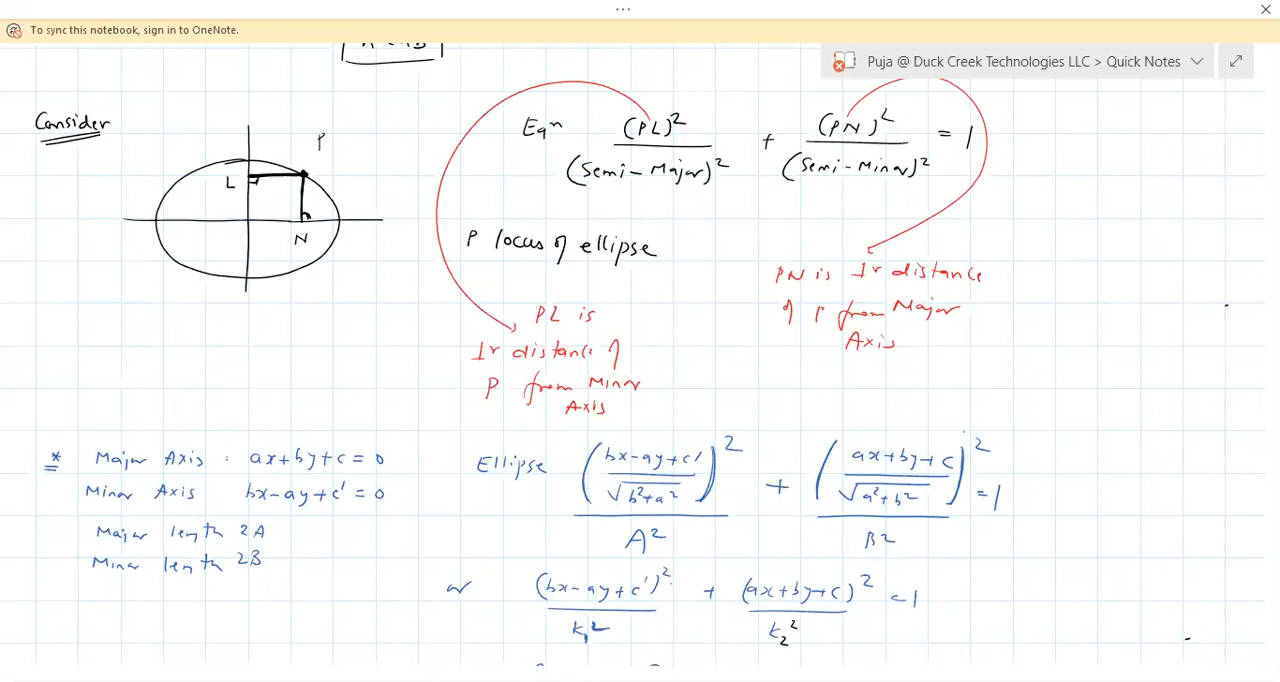 To sync this notebook, sign in to OneNote.
Puja @ Duck Creek Technologies LLC > Quick Notes
Consider
P
L
N
Eqⁿ (PL)²/(Semi-Major)² + (PN)²/(Semi-Minor)² = 1
P locus of ellipse
PL is
⊥r distance of
P from Minor
Axis
PN is ⊥r distance
of P from Major
Axis
* Major Axis : ax+by+c=0
Minor Axis bx-ay+c'=0
Major length 2A
Minor length 2B
Ellipse ((bx-ay+c')/√(b²+a²))²/A² + ((ax+by+c)/√(a²+b²))²/B² = 1
or (bx-ay+c')²/k₁² + (ax+by+c)²/k₂² = 1